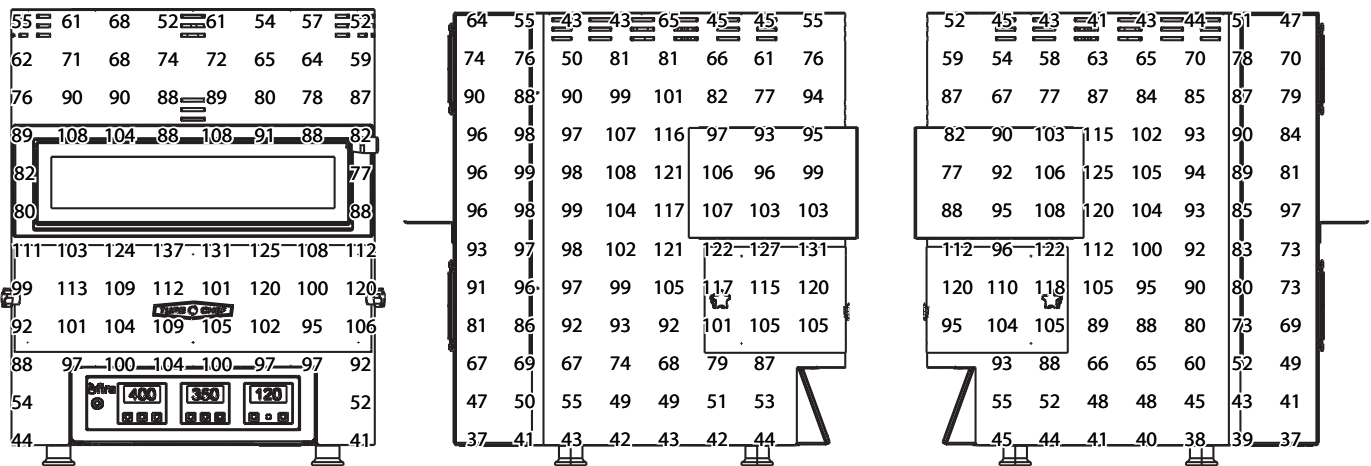 55 61 68 52 61 54 57 52 64 55 43 43 65 45 45 55 52 45 43 41 43 44 51 47
62 71 68 74 72 65 64 59 74 76 50 81 81 66 61 76 59 54 58 63 65 70 78 70
76 90 90 88 89 80 78 87 90 88 90 99 101 82 77 94 87 67 77 87 84 85 87 79
89 108 104 88 108 91 88 82 96 98 97 107 116 97 93 95 82 90 103 115 102 93 90 84
82 77 96 99 98 108 121 106 96 99 77 92 106 125 105 94 89 81
80 88 96 98 99 104 117 107 103 103 88 95 108 120 104 93 85 97
111 103 124 137 131 125 108 112 93 97 98 102 121 122 127 131 112 96 122 112 100 92 83 73
99 113 109 112 101 120 100 120 91 96 97 99 105 117 115 120 120 110 118 105 95 90 80 73
TURBO CHEF
92 101 104 109 105 102 95 106 81 86 92 93 92 101 105 105 95 104 105 89 88 80 73 69
88 97 100 104 100 97 97 92 67 69 67 74 68 79 87 93 88 66 65 60 52 49
fire 400 350 120
54 52 47 50 55 49 49 51 53 55 52 48 48 45 43 41
44 41 37 41 43 42 43 42 44 45 44 41 40 38 39 37